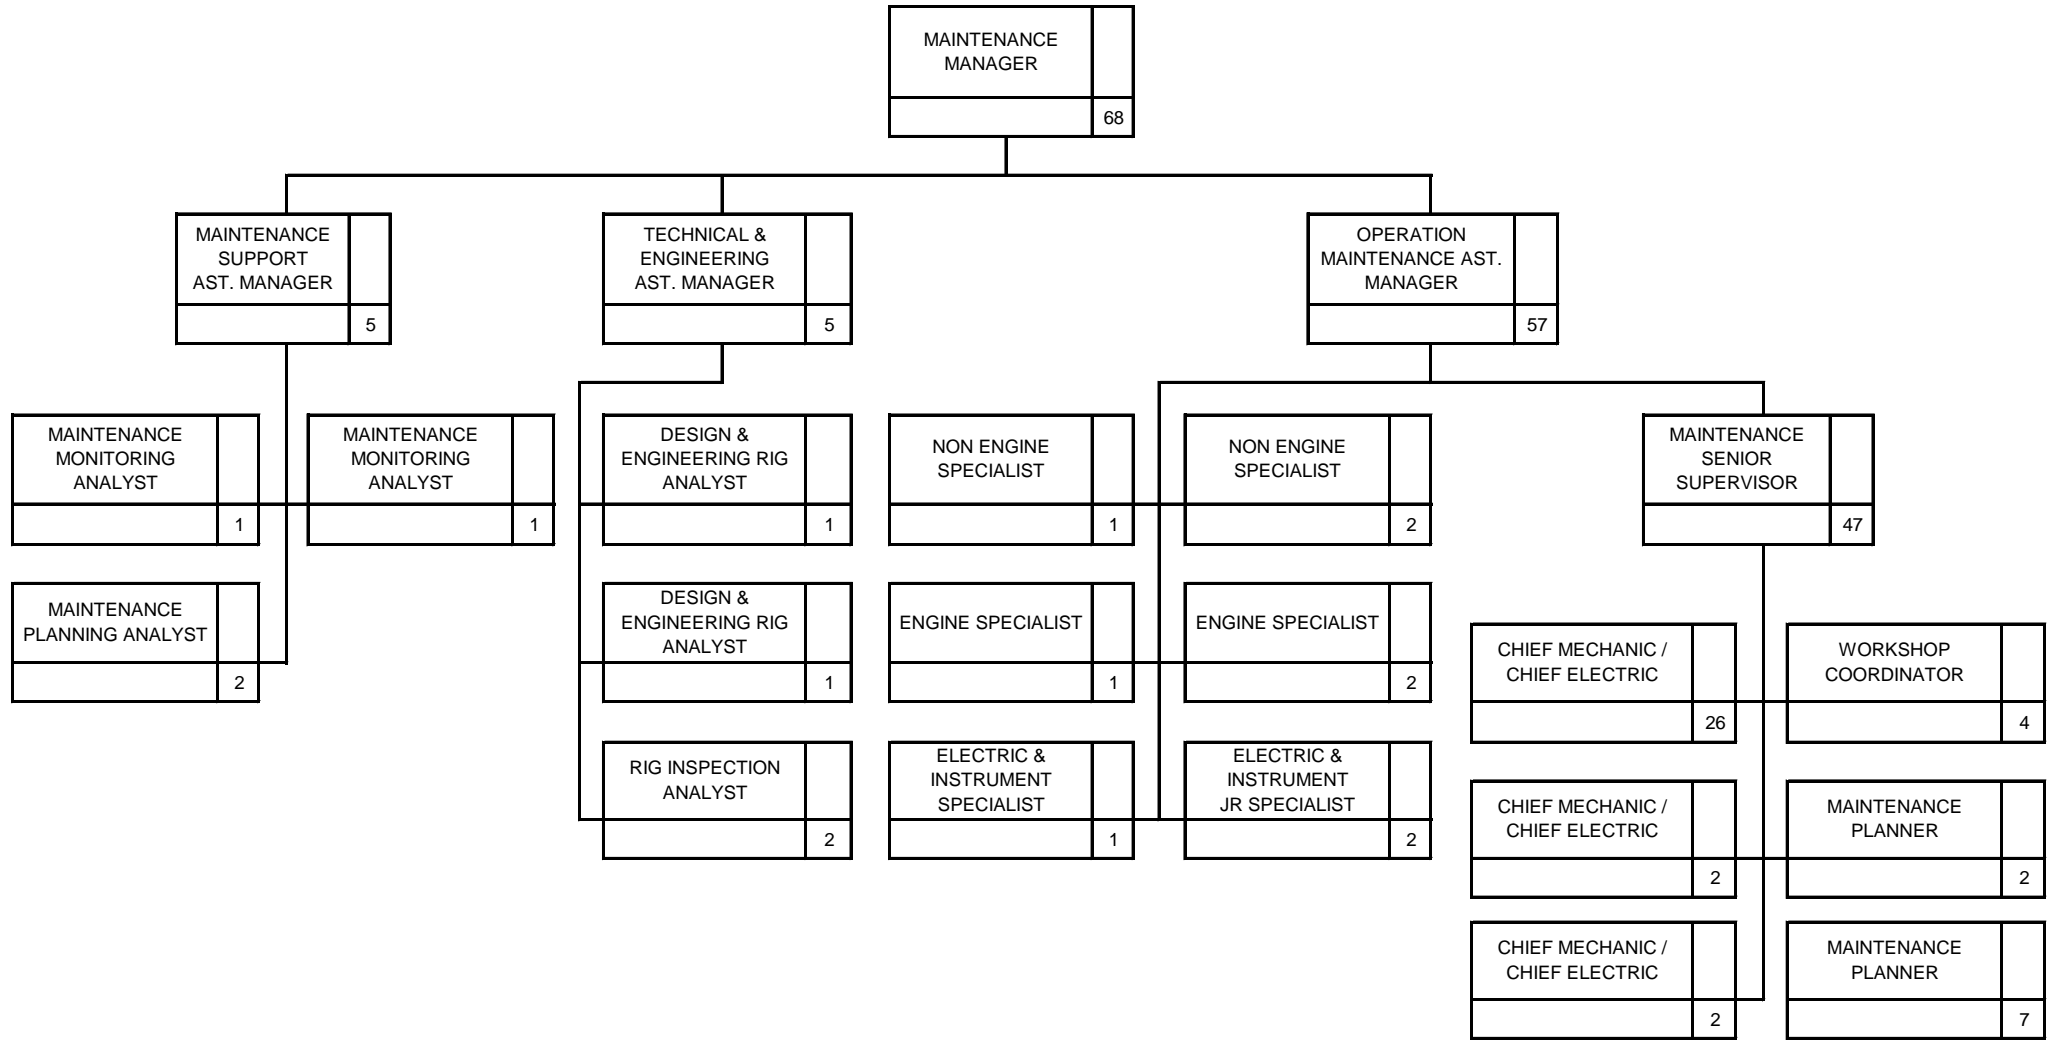 MAINTENANCE
MANAGER
68
MAINTENANCE
SUPPORT
AST. MANAGER
5
TECHNICAL &
ENGINEERING
AST. MANAGER
5
OPERATION
MAINTENANCE AST.
MANAGER
57
MAINTENANCE
MONITORING
ANALYST
1
MAINTENANCE
MONITORING
ANALYST
1
DESIGN &
ENGINEERING RIG
ANALYST
1
NON ENGINE
SPECIALIST
1
NON ENGINE
SPECIALIST
2
MAINTENANCE
SENIOR
SUPERVISOR
47
MAINTENANCE
PLANNING ANALYST
2
DESIGN &
ENGINEERING RIG
ANALYST
1
ENGINE SPECIALIST
1
ENGINE SPECIALIST
2
CHIEF MECHANIC /
CHIEF ELECTRIC
26
WORKSHOP
COORDINATOR
4
RIG INSPECTION
ANALYST
2
ELECTRIC &
INSTRUMENT
SPECIALIST
1
ELECTRIC &
INSTRUMENT
JR SPECIALIST
2
CHIEF MECHANIC /
CHIEF ELECTRIC
2
MAINTENANCE
PLANNER
2
CHIEF MECHANIC /
CHIEF ELECTRIC
2
MAINTENANCE
PLANNER
7